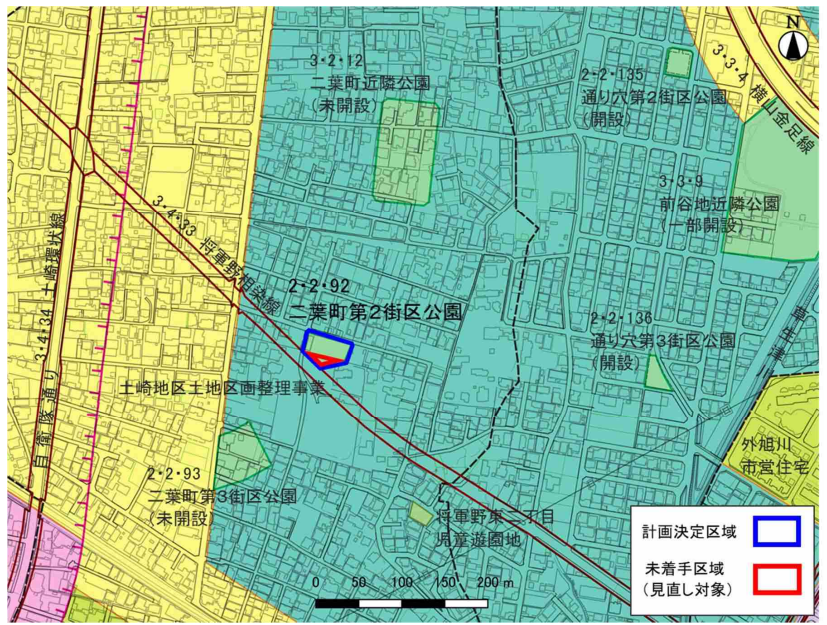 N
3・2・12
二葉町近隣公園
(未開設)
2・2・135
通り穴第2街区公園
(開設)
3・3・4 横山金足線
3・3・9
前谷地近隣公園
(一部開設)
3・4・33 将軍野相染線
2・2・92
二葉町第2街区公園
3・4・34 土崎環状線
自衛隊通り
土崎地区土地区画整理事業
2・2・136
通り穴第3街区公園
(開設)
草生津
2・2・93
二葉町第3街区公園
(未開設)
外旭川
市営住宅
将軍野東二丁目
児童遊園地
計画決定区域
未着手区域
(見直し対象)
0 50 100 150 200 m